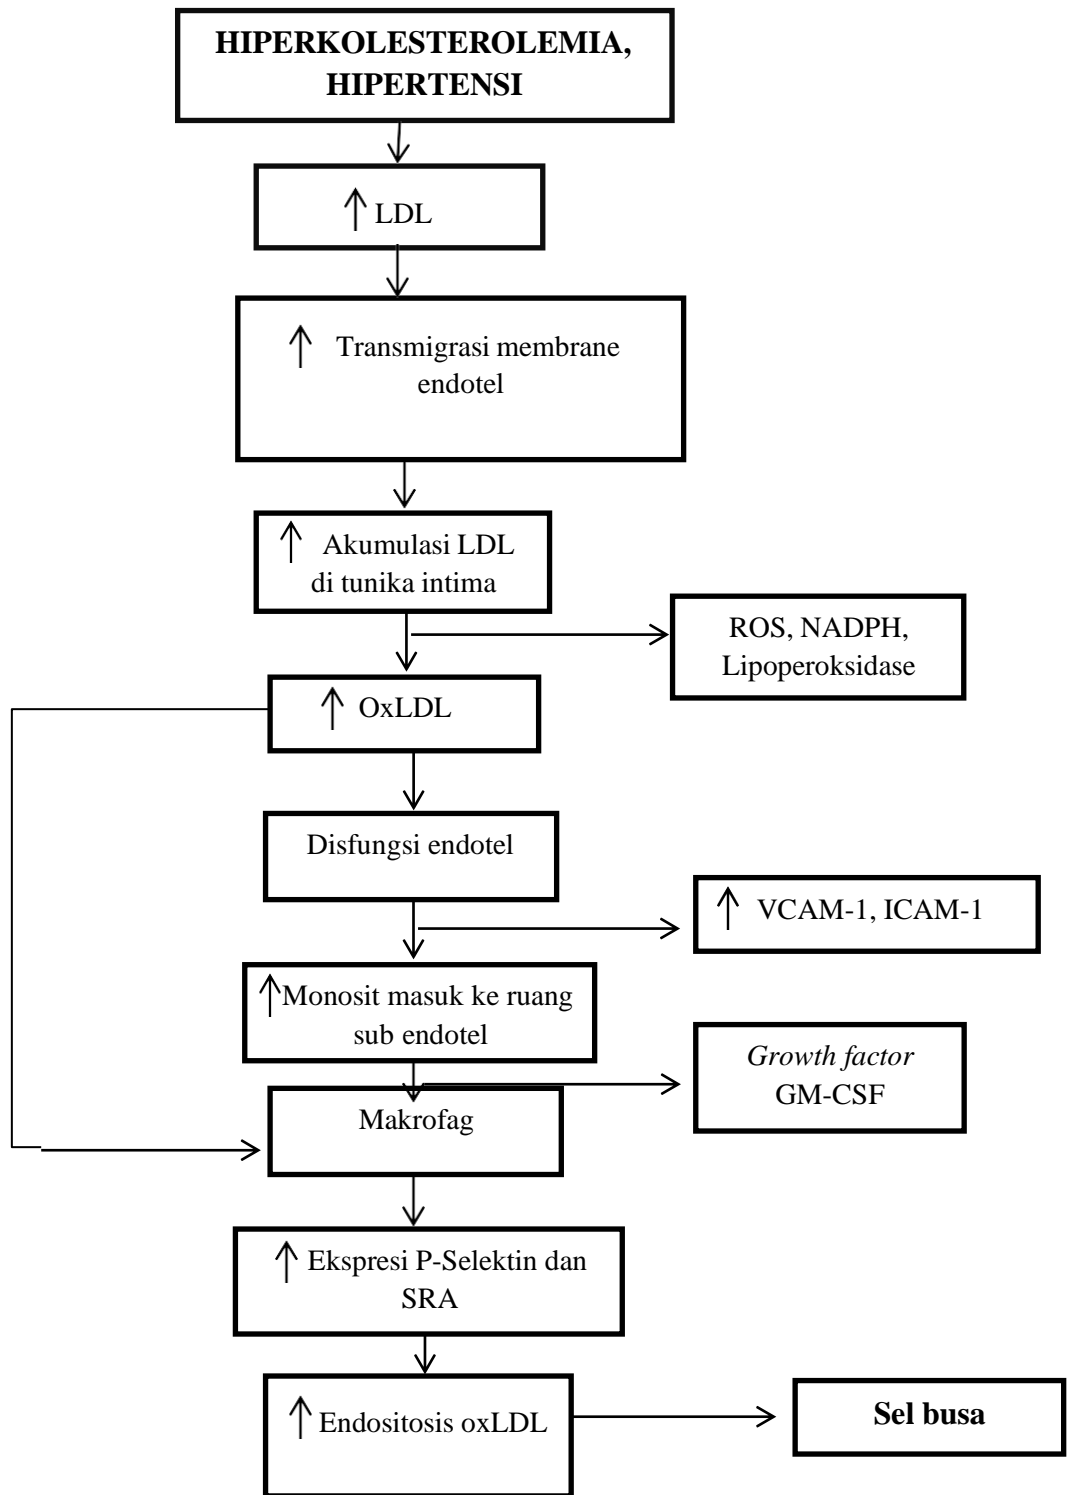 HIPERKOLESTEROLEMIA,
HIPERTENSI
↑ LDL
↑ Transmigrasi membrane
endotel
↑ Akumulasi LDL
di tunika intima
ROS, NADPH,
Lipoperoksidase
↑ OxLDL
Disfungsi endotel
↑ VCAM-1, ICAM-1
↑Monosit masuk ke ruang
sub endotel
Growth factor
GM-CSF
Makrofag
↑ Ekspresi P-Selektin dan
SRA
↑ Endositosis oxLDL
Sel busa